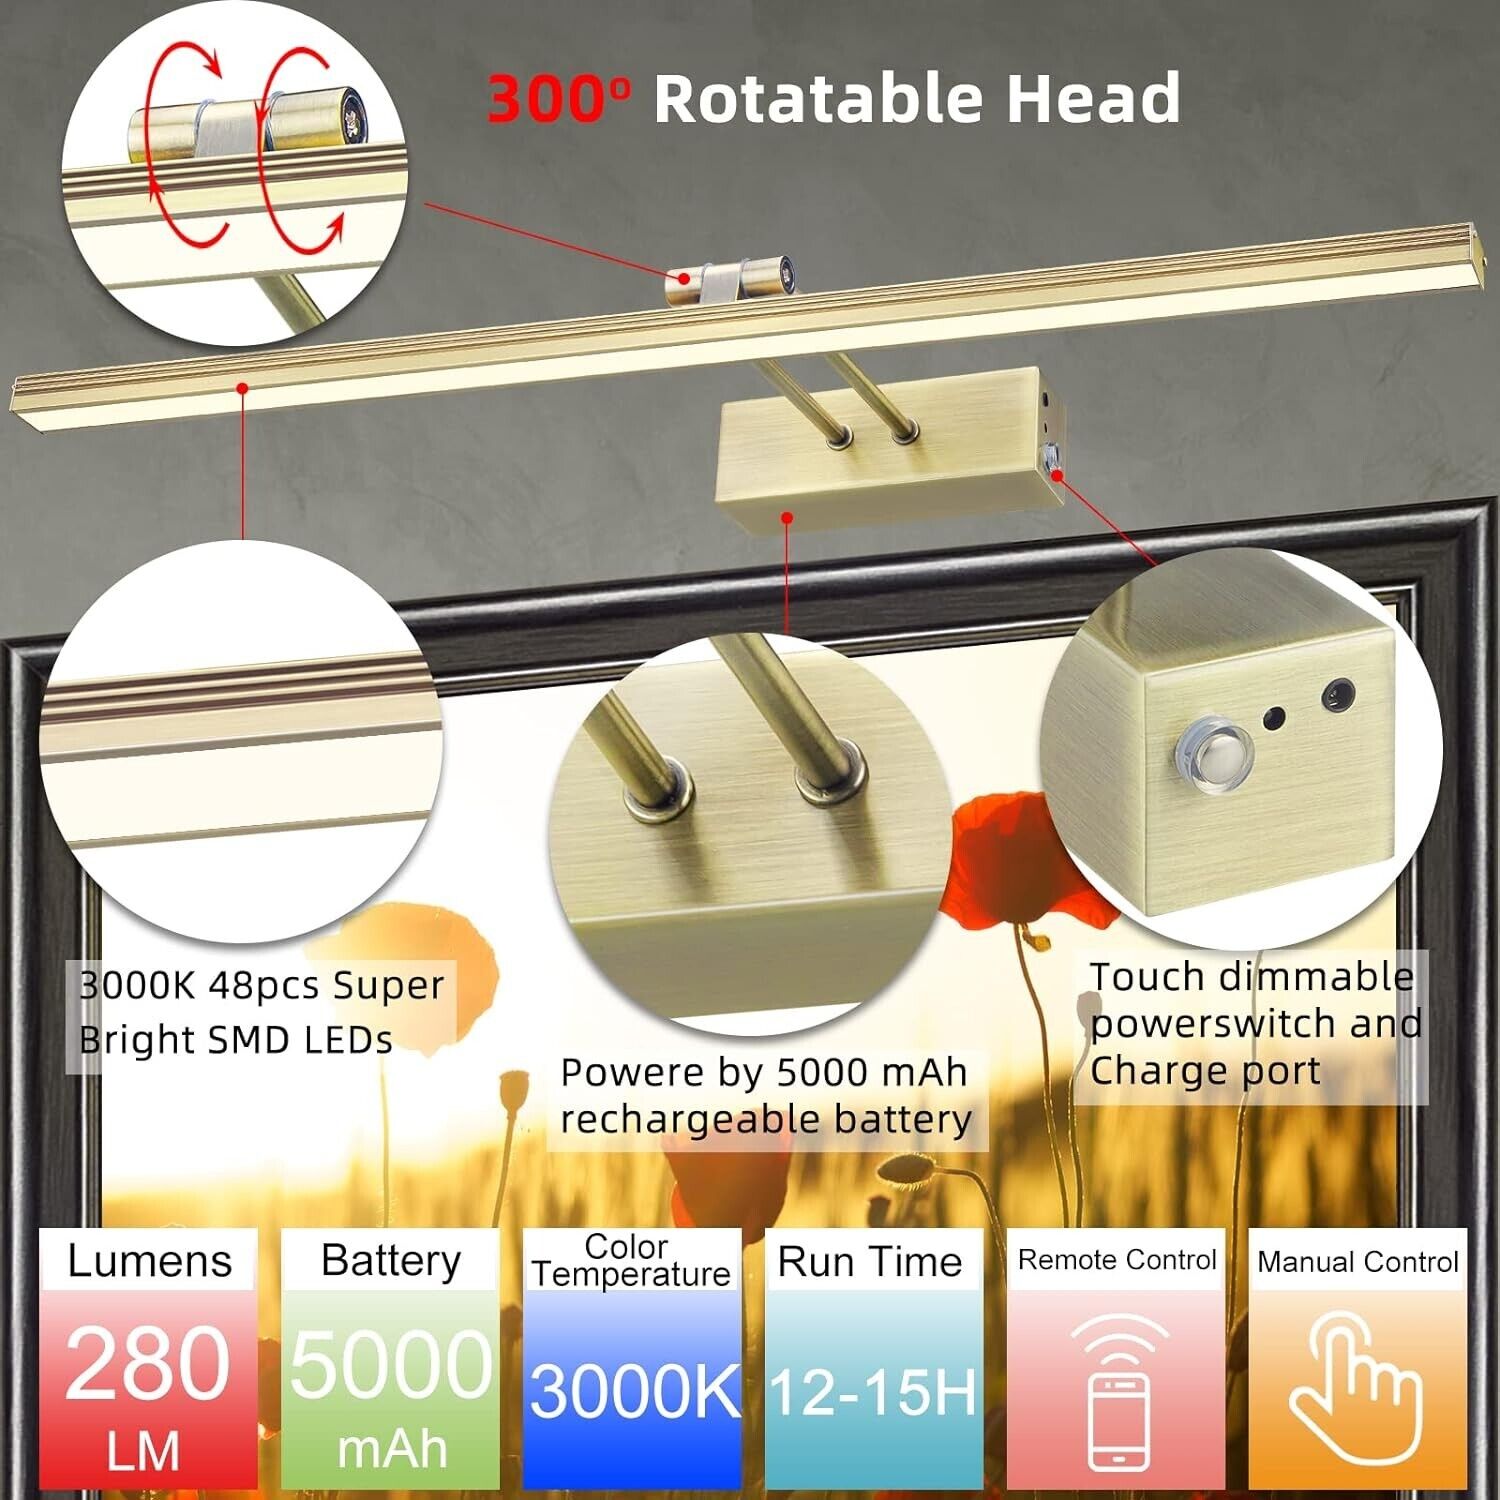 300º Rotatable Head
3000K 48pcs Super
Bright SMD LEDs
Powere by 5000 mAh
rechargeable battery
Touch dimmable
powerswitch and
Charge port
Lumens
280
LM
Battery
5000
mAh
Color
Temperature
3000K
Run Time
12-15H
Remote Control
Manual Control